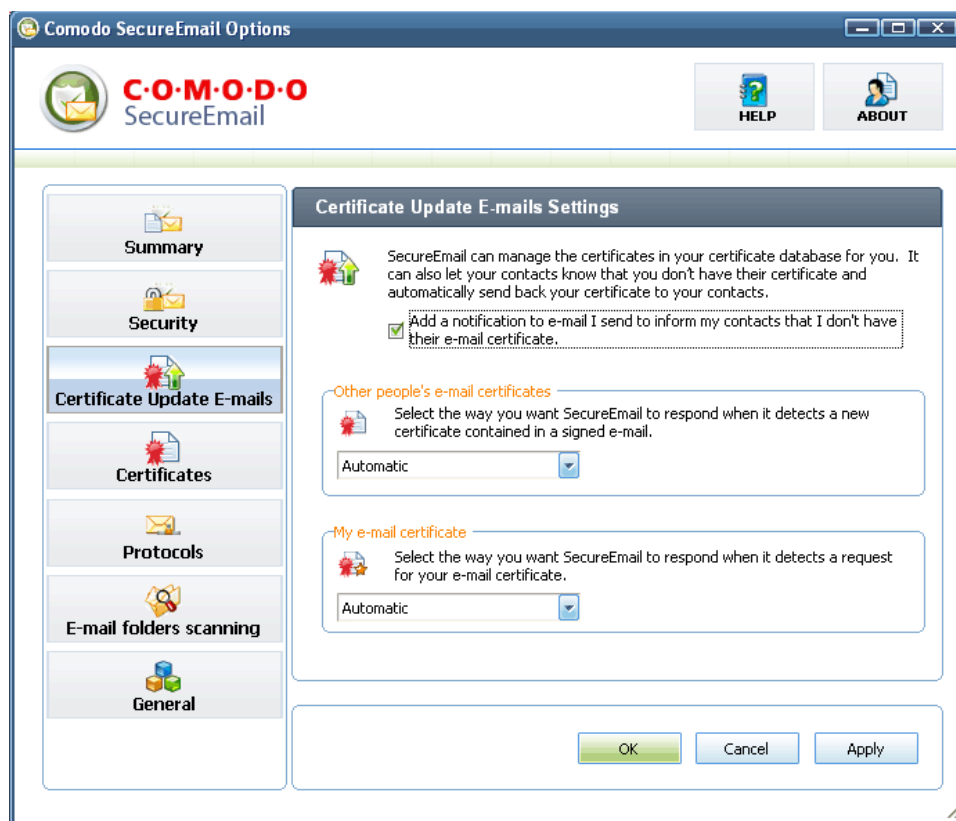 Comodo SecureEmail Options
C·O·M·O·D·O
SecureEmail
HELP
ABOUT
Summary
Security
Certificate Update E-mails
Certificates
Protocols
E-mail folders scanning
General
Certificate Update E-mails Settings
SecureEmail can manage the certificates in your certificate database for you. It
can also let your contacts know that you don't have their certificate and
automatically send back your certificate to your contacts.
Add a notification to e-mail I send to inform my contacts that I don't have
their e-mail certificate.
Other people's e-mail certificates
Select the way you want SecureEmail to respond when it detects a new
certificate contained in a signed e-mail.
Automatic
My e-mail certificate
Select the way you want SecureEmail to respond when it detects a request
for your e-mail certificate.
Automatic
OK
Cancel
Apply